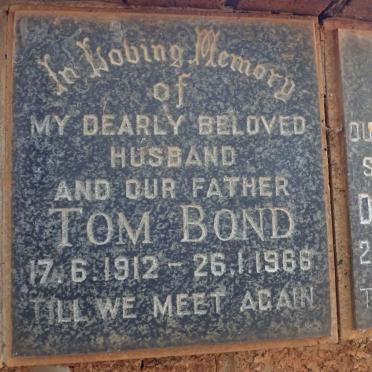 In Loving Memory
of
MY DEARLY BELOVED
HUSBAND
AND OUR FATHER
TOM BOND
17.6.1912 - 26.1.1966
TILL WE MEET AGAIN